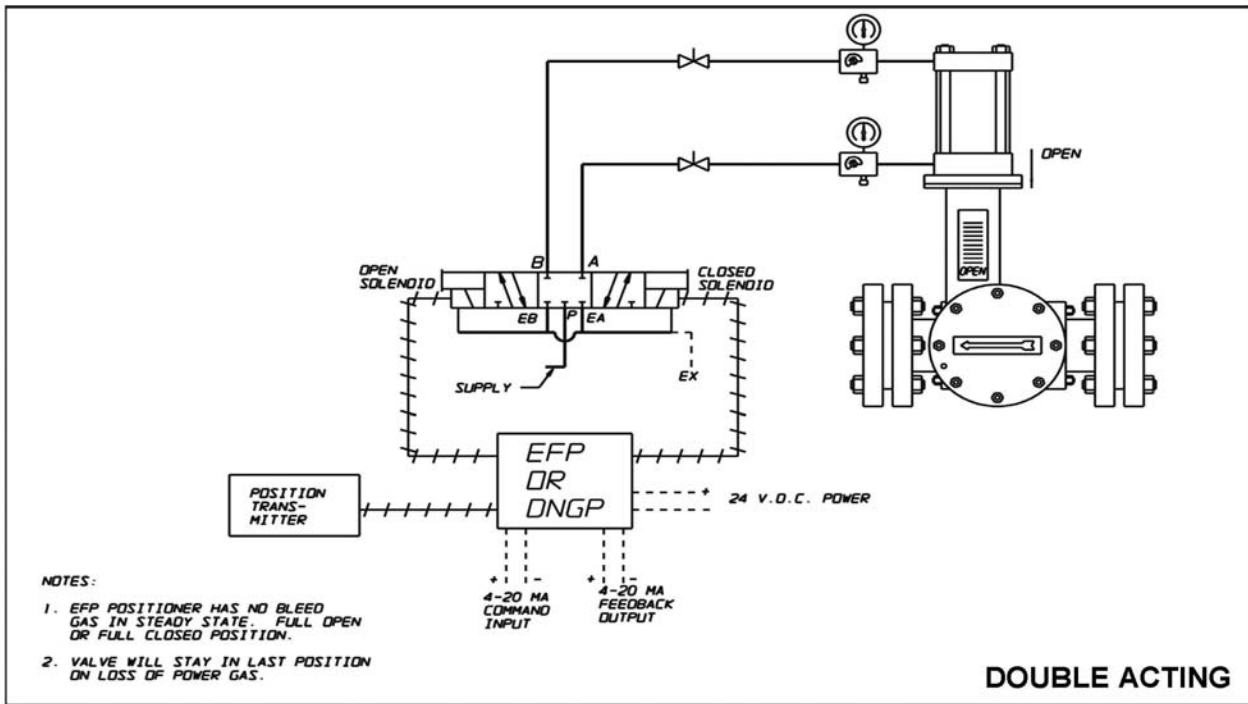 OPEN
OPEN
B
A
OPEN
SOLENOID
CLOSED
SOLENOID
EB
P
EA
SUPPLY
EX
EFP
OR
DNGP
POSITION
TRANS-
MITTER
+
24 V.D.C. POWER
+ -
4-20 MA
COMMAND
INPUT
+ -
4-20 MA
FEEDBACK
OUTPUT
NOTES:
1. EFP POSITIONER HAS NO BLEED
GAS IN STEADY STATE. FULL OPEN
OR FULL CLOSED POSITION.
2. VALVE WILL STAY IN LAST POSITION
ON LOSS OF POWER GAS.
DOUBLE ACTING